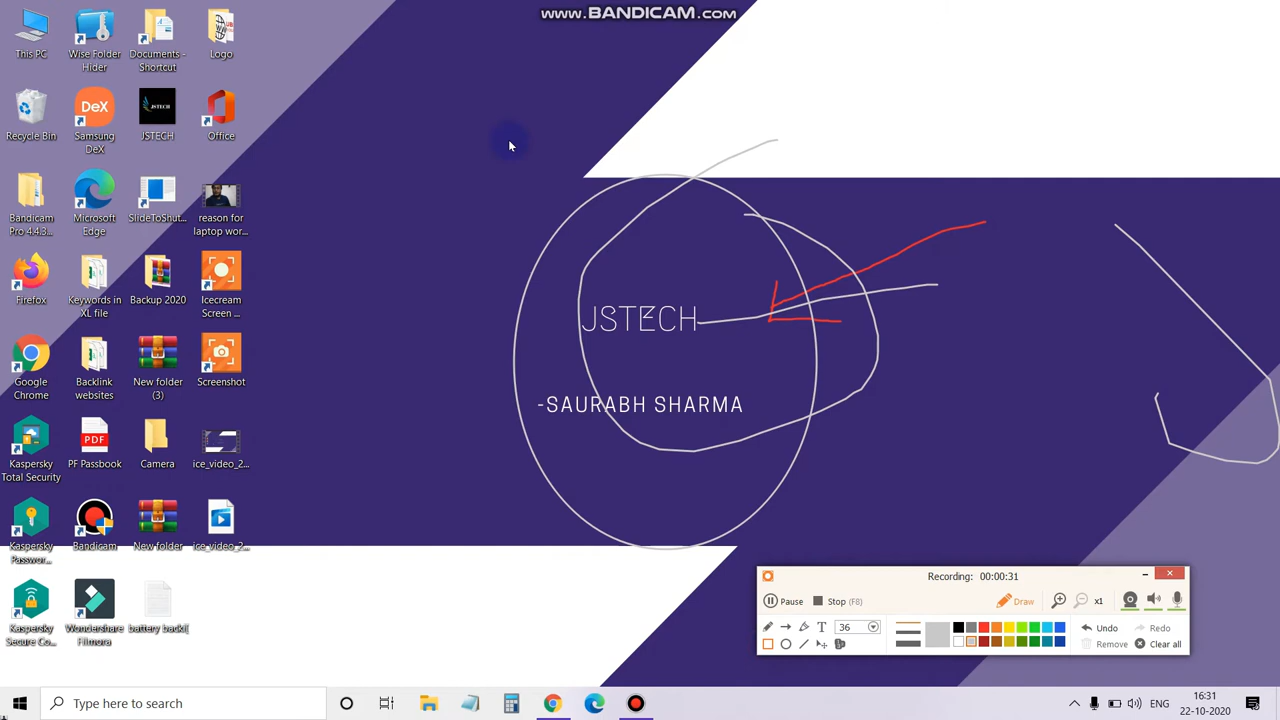 www.BANDICAM.com
This PC
Wise Folder
Hider
Documents -
Shortcut
Logo
Recycle Bin
DeX
Samsung
DeX
JSTECH
JSTECH
Office
Bandicam
Pro 4.4.3...
Microsoft
Edge
SlideToShut...
reason for
laptop wor...
Firefox
Keywords in
XL file
Backup 2020
Icecream
Screen ...
Google
Chrome
Backlink
websites
New folder
(3)
Screenshot
Kaspersky
Total Security
PDF
PF Passbook
Camera
ice_video_2...
Kaspersky
Passwor...
Bandicam
New folder
ice_video_2...
Kaspersky
Secure Co...
Wondershare
Filmora
battery backi[
JSTECH
-SAURABH SHARMA
Recording: 00:00:31
Pause
Stop (F8)
Draw
x1
T
36
Undo
Redo
Remove
Clear all
Type here to search
ENG
16:31
22-10-2020